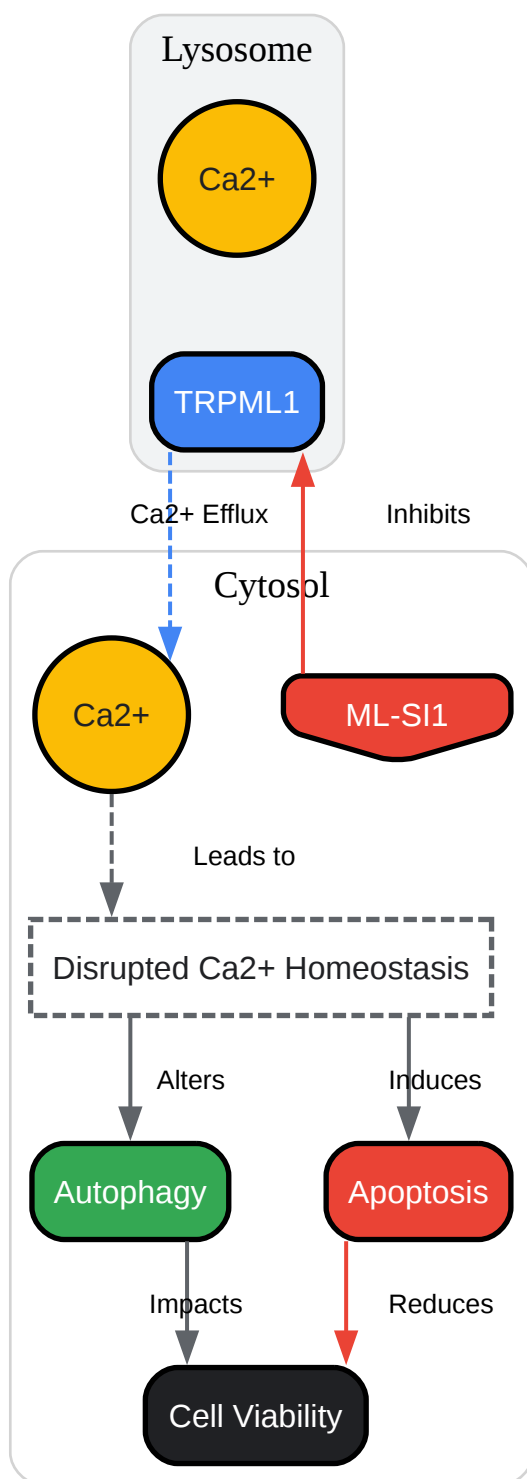 Lysosome
Ca2+
TRPML1
Ca2+ Efflux
Inhibits
Cytosol
Ca2+
ML-SI1
Leads to
Disrupted Ca2+ Homeostasis
Alters
Induces
Autophagy
Apoptosis
Impacts
Reduces
Cell Viability